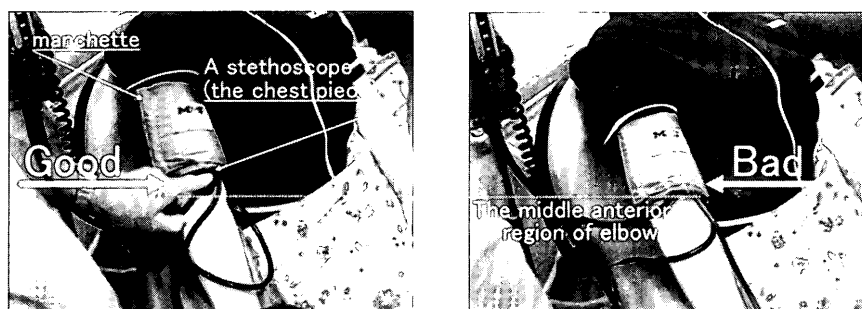 manchette
A stethoscope
(the chest piec
Good
Bad
The middle anterior
region of elbow